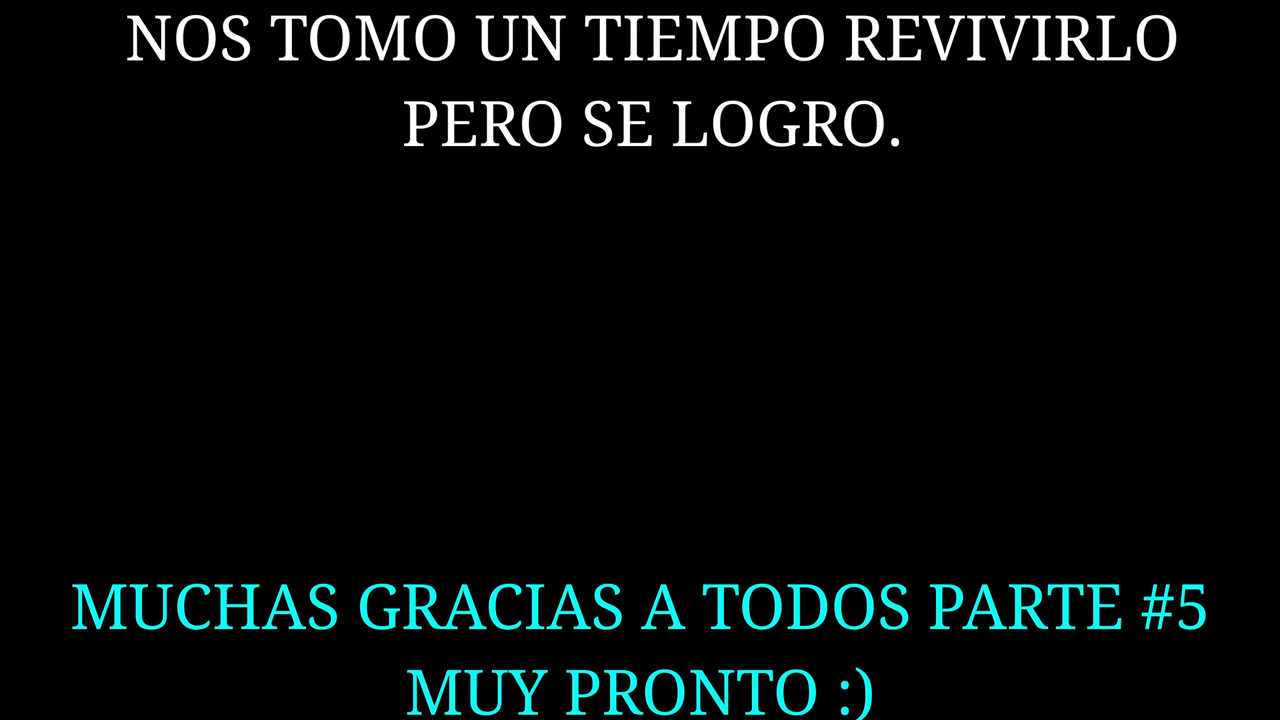 NOS TOMO UN TIEMPO REVIVIRLO
PERO SE LOGRO.
MUCHAS GRACIAS A TODOS PARTE #5
MUY PRONTO :)